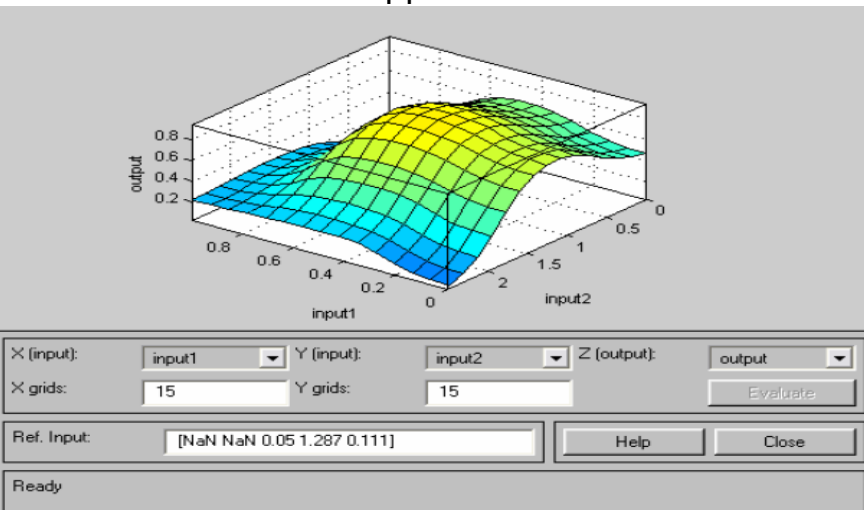 0.8
0.6
0.4
0.2
output
0.8
0.6
0.4
0.2
0
input1
0
0.5
1
1.5
2
input2
X (input): input1 Y (input): input2 Z (output): output
X grids: 15 Y grids: 15 Evaluate
Ref. Input: [NaN NaN 0.05 1.287 0.111] Help Close
Ready